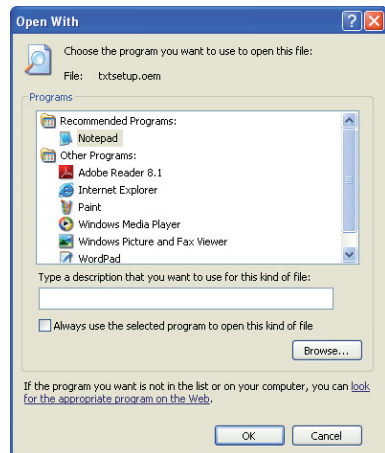 Open With
Choose the program you want to use to open this file:
File: txtsetup.oem
Programs
Recommended Programs:
Notepad
Other Programs:
Adobe Reader 8.1
Internet Explorer
Paint
Windows Media Player
Windows Picture and Fax Viewer
WordPad
Type a description that you want to use for this kind of file:
Always use the selected program to open this kind of file
Browse...
If the program you want is not in the list or on your computer, you can look
for the appropriate program on the Web.
OK Cancel